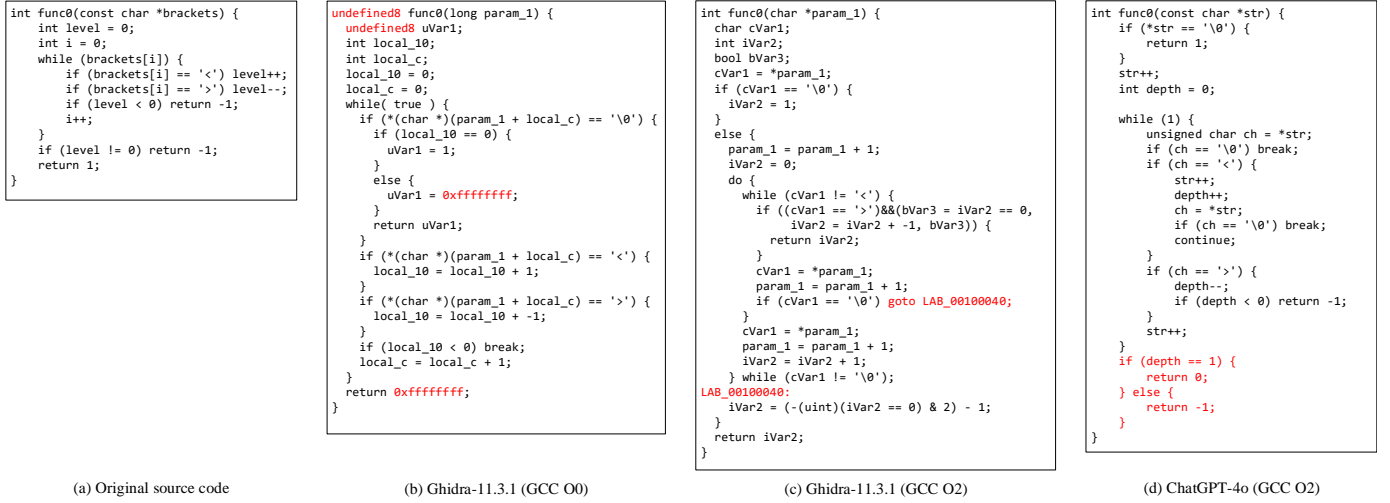 int func0(const char *brackets) {
    int level = 0;
    int i = 0;
    while (brackets[i]) {
        if (brackets[i] == '<') level++;
        if (brackets[i] == '>') level--;
        if (level < 0) return -1;
        i++;
    }
    if (level != 0) return -1;
    return 1;
}
(a) Original source code
undefined8 func0(long param_1) {
  undefined8 uVar1;
  int local_10;
  int local_c;
  local_10 = 0;
  local_c = 0;
  while( true ) {
    if (*(char *)(param_1 + local_c) == '\0') {
      if (local_10 == 0) {
        uVar1 = 1;
      }
      else {
        uVar1 = 0xffffffff;
      }
      return uVar1;
    }
    if (*(char *)(param_1 + local_c) == '<') {
      local_10 = local_10 + 1;
    }
    if (*(char *)(param_1 + local_c) == '>') {
      local_10 = local_10 + -1;
    }
    if (local_10 < 0) break;
    local_c = local_c + 1;
  }
  return 0xffffffff;
}
(b) Ghidra-11.3.1 (GCC O0)
int func0(char *param_1) {
  char cVar1;
  int iVar2;
  bool bVar3;
  cVar1 = *param_1;
  if (cVar1 == '\0') {
    iVar2 = 1;
  }
  else {
    param_1 = param_1 + 1;
    iVar2 = 0;
    do {
      while (cVar1 != '<') {
        if ((cVar1 == '>')&&(bVar3 = iVar2 == 0,
            iVar2 = iVar2 + -1, bVar3)) {
          return iVar2;
        }
        cVar1 = *param_1;
        param_1 = param_1 + 1;
        if (cVar1 == '\0') goto LAB_00100040;
      }
      cVar1 = *param_1;
      param_1 = param_1 + 1;
      iVar2 = iVar2 + 1;
    } while (cVar1 != '\0');
LAB_00100040:
    iVar2 = (-(uint)(iVar2 == 0) & 2) - 1;
  }
  return iVar2;
}
(c) Ghidra-11.3.1 (GCC O2)
int func0(const char *str) {
    if (*str == '\0') {
        return 1;
    }
    str++;
    int depth = 0;
    while (1) {
        unsigned char ch = *str;
        if (ch == '\0') break;
        if (ch == '<') {
            str++;
            depth++;
            ch = *str;
            if (ch == '\0') break;
            continue;
        }
        if (ch == '>') {
            depth--;
            if (depth < 0) return -1;
        }
        str++;
    }
    if (depth == 1) {
        return 0;
    } else {
        return -1;
    }
}
(d) ChatGPT-4o (GCC O2)